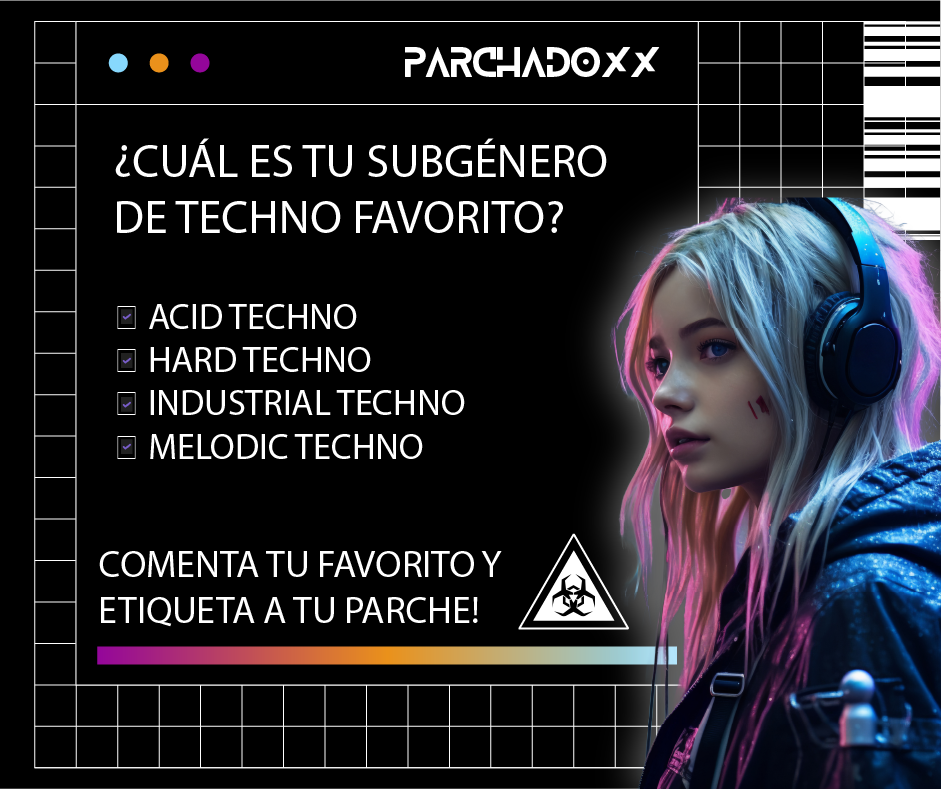 PARCHADOXX
¿CUÁL ES TU SUBGÉNERO
DE TECHNO FAVORITO?
ACID TECHNO
HARD TECHNO
INDUSTRIAL TECHNO
MELODIC TECHNO
COMENTA TU FAVORITO Y
ETIQUETA A TU PARCHE!